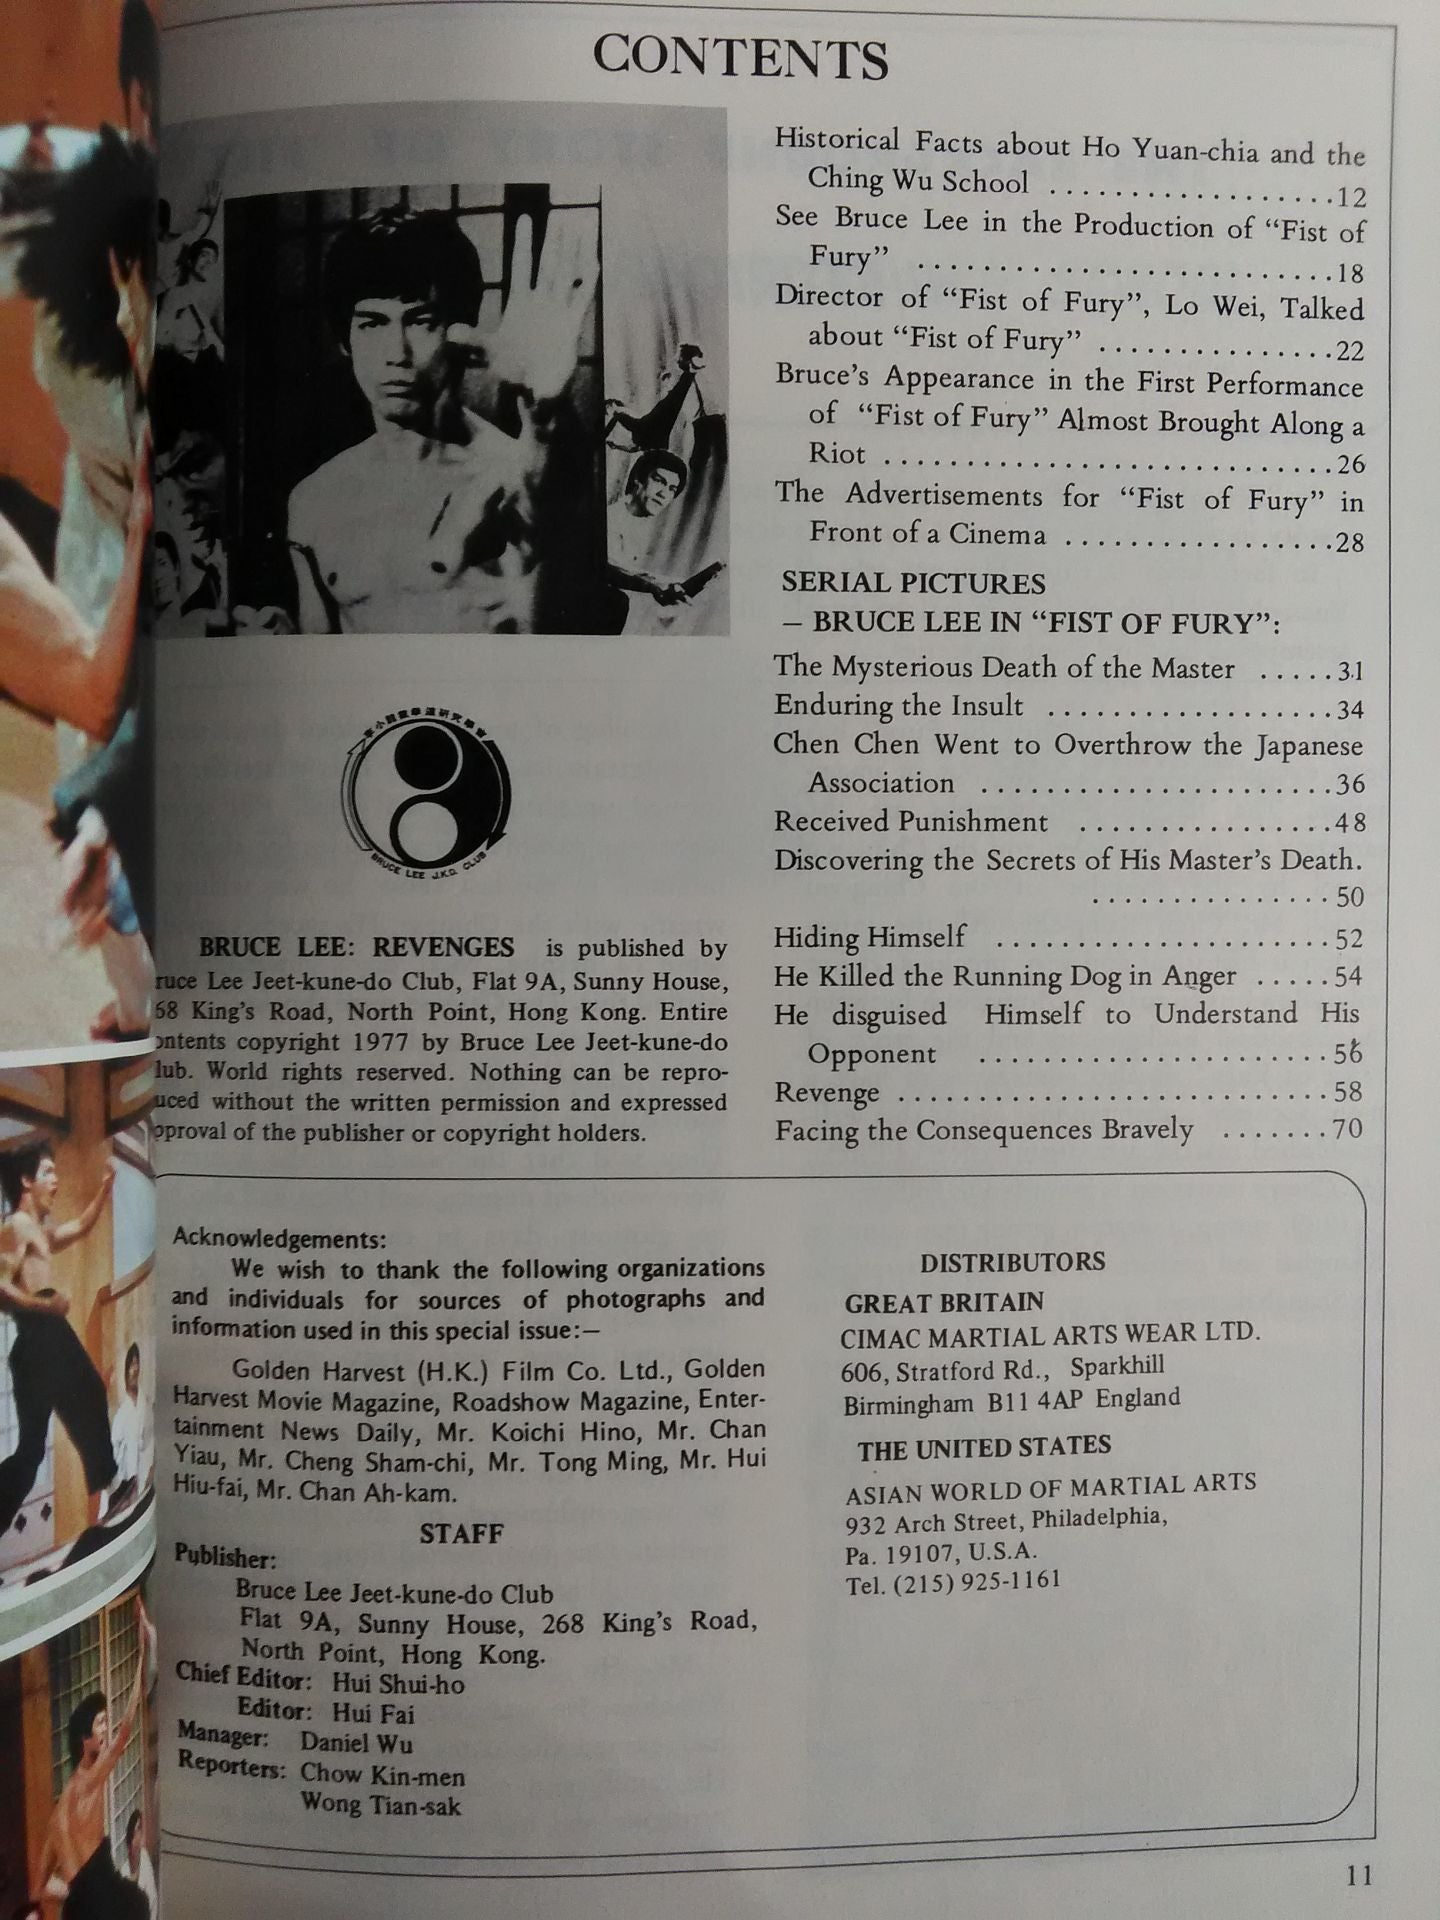 CONTENTS
Historical Facts about Ho Yuan-chia and the
Ching Wu School . . . . . . . . . . . . . . . . . .12
See Bruce Lee in the Production of “Fist of
Fury” . . . . . . . . . . . . . . . . . . . . . . . . . .18
Director of “Fist of Fury”, Lo Wei, Talked
about “Fist of Fury” . . . . . . . . . . . . . . .22
Bruce’s Appearance in the First Performance
of “Fist of Fury” Almost Brought Along a
Riot . . . . . . . . . . . . . . . . . . . . . . . . . . . .26
The Advertisements for “Fist of Fury” in
Front of a Cinema . . . . . . . . . . . . . . . . .28
SERIAL PICTURES
– BRUCE LEE IN “FIST OF FURY”:
The Mysterious Death of the Master . . . . .31
Enduring the Insult . . . . . . . . . . . . . . . . . .34
Chen Chen Went to Overthrow the Japanese
Association . . . . . . . . . . . . . . . . . . . . . .36
Received Punishment . . . . . . . . . . . . . . . .48
Discovering the Secrets of His Master’s Death.
. . . . . . . . . . . . . . . 50
Hiding Himself . . . . . . . . . . . . . . . . . . . . . 52
He Killed the Running Dog in Anger . . . . .54
He disguised Himself to Understand His
Opponent . . . . . . . . . . . . . . . . . . . . . .56
Revenge . . . . . . . . . . . . . . . . . . . . . . . . . . . 58
Facing the Consequences Bravely . . . . . . .70
李小龍截拳道研究學會
BRUCE LEE J.K.D. CLUB
BRUCE LEE: REVENGES is published by
ruce Lee Jeet-kune-do Club, Flat 9A, Sunny House,
68 King’s Road, North Point, Hong Kong. Entire
ontents copyright 1977 by Bruce Lee Jeet-kune-do
lub. World rights reserved. Nothing can be repro-
uced without the written permission and expressed
pproval of the publisher or copyright holders.
Acknowledgements:
We wish to thank the following organizations
and individuals for sources of photographs and
information used in this special issue:—
Golden Harvest (H.K.) Film Co. Ltd., Golden
Harvest Movie Magazine, Roadshow Magazine, Enter-
tainment News Daily, Mr. Koichi Hino, Mr. Chan
Yiau, Mr. Cheng Sham-chi, Mr. Tong Ming, Mr. Hui
Hiu-fai, Mr. Chan Ah-kam.
STAFF
Publisher:
Bruce Lee Jeet-kune-do Club
Flat 9A, Sunny House, 268 King’s Road,
North Point, Hong Kong.
Chief Editor: Hui Shui-ho
Editor: Hui Fai
Manager: Daniel Wu
Reporters: Chow Kin-men
Wong Tian-sak
DISTRIBUTORS
GREAT BRITAIN
CIMAC MARTIAL ARTS WEAR LTD.
606, Stratford Rd., Sparkhill
Birmingham B11 4AP England
THE UNITED STATES
ASIAN WORLD OF MARTIAL ARTS
932 Arch Street, Philadelphia,
Pa. 19107, U.S.A.
Tel. (215) 925-1161
11